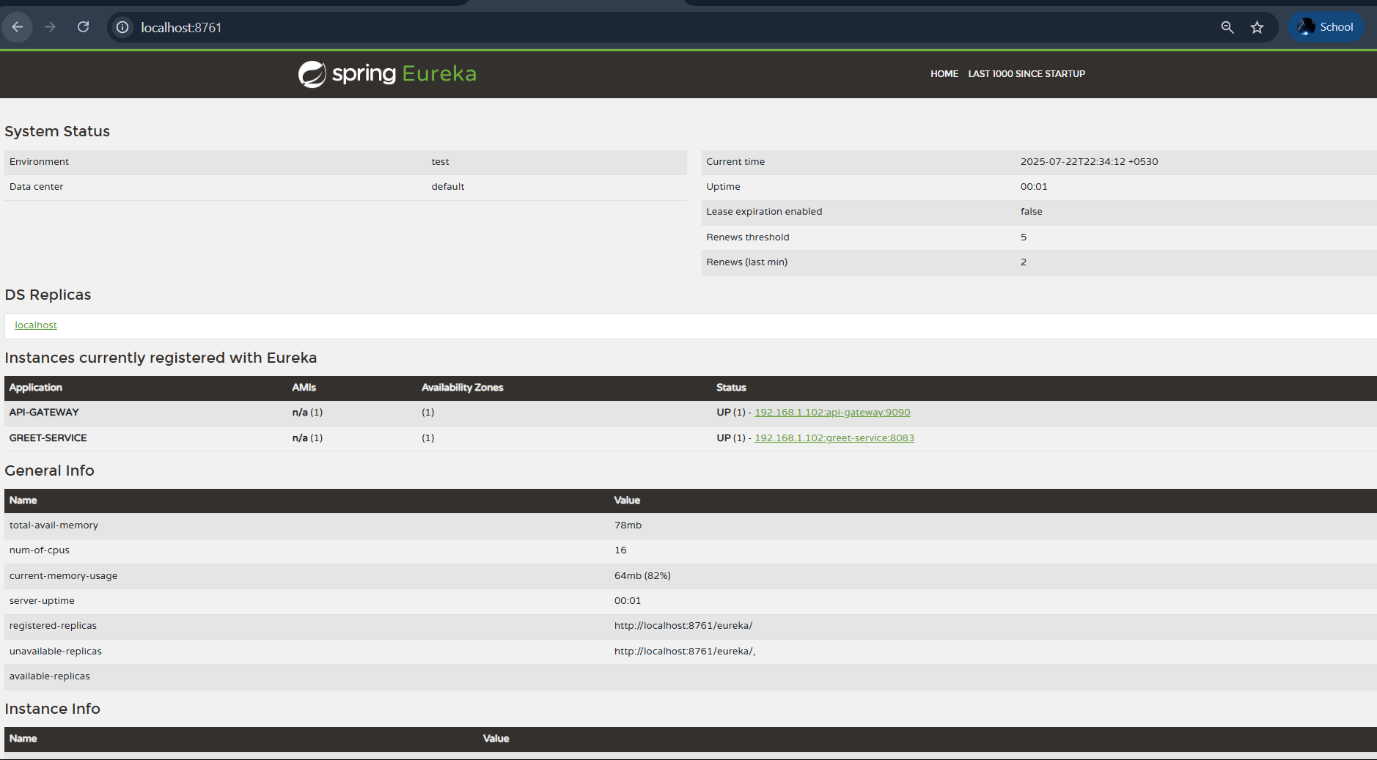 localhost:8761
School
spring Eureka
HOME LAST 1000 SINCE STARTUP
System Status
Environment test
Data center default
Current time 2025-07-22T22:34:12 +0530
Uptime 00:01
Lease expiration enabled false
Renews threshold 5
Renews (last min) 2
DS Replicas
localhost
Instances currently registered with Eureka
Application AMIs Availability Zones Status
API-GATEWAY n/a (1) (1) UP (1) - 192.168.1.102:api-gateway:9090
GREET-SERVICE n/a (1) (1) UP (1) - 192.168.1.102:greet-service:8083
General Info
Name Value
total-avail-memory 78mb
num-of-cpus 16
current-memory-usage 64mb (82%)
server-uptime 00:01
registered-replicas http://localhost:8761/eureka/
unavailable-replicas http://localhost:8761/eureka/,
available-replicas
Instance Info
Name Value